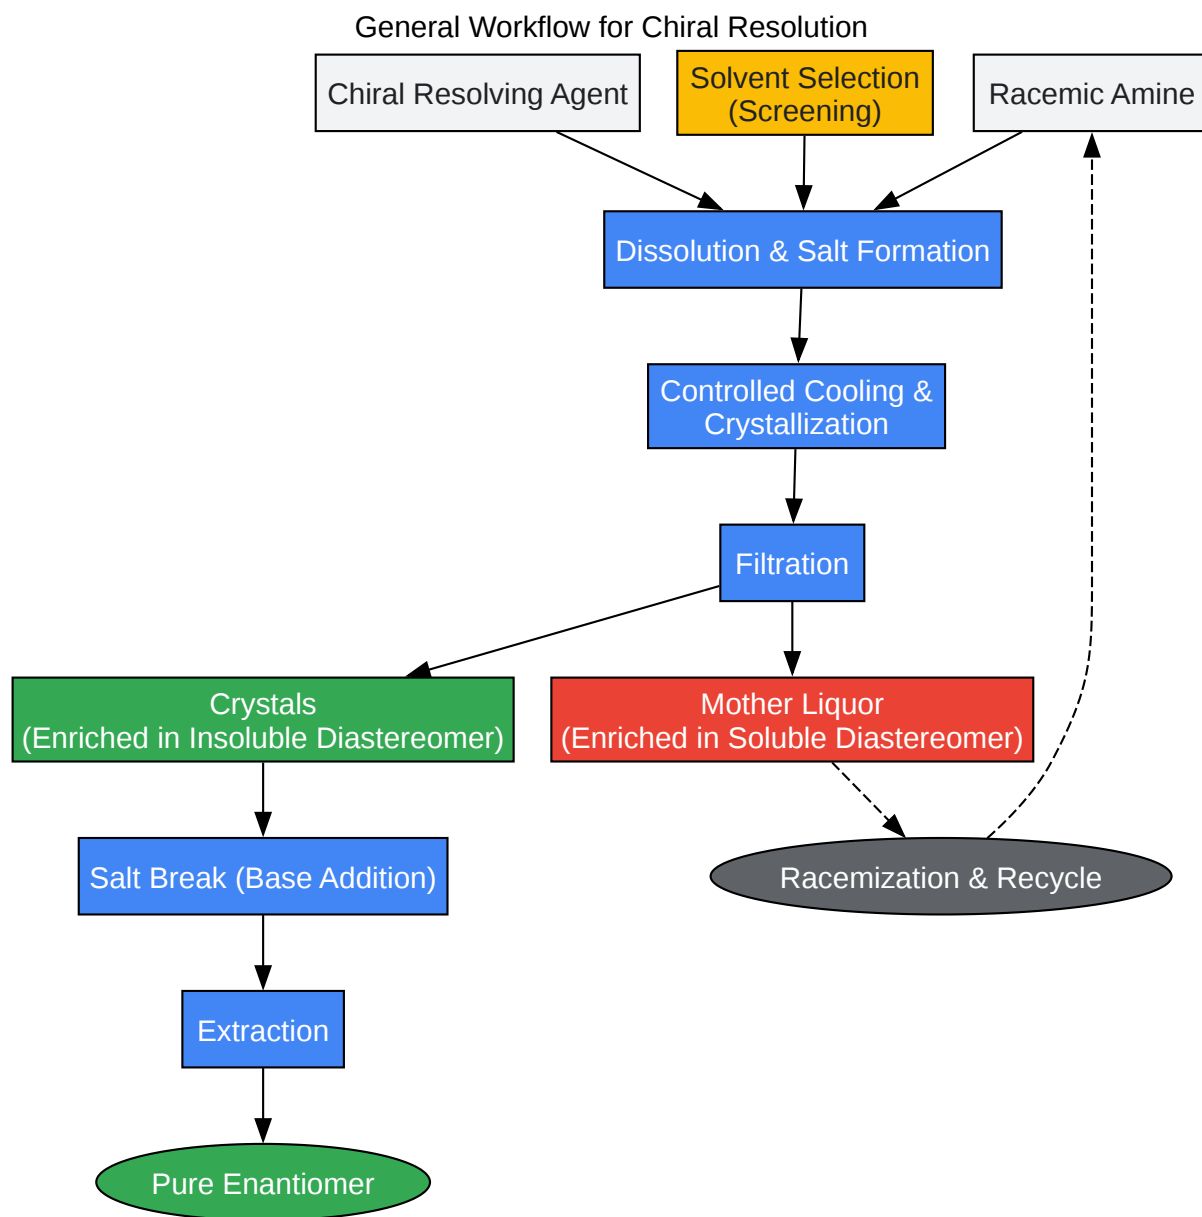 General Workflow for Chiral Resolution
Chiral Resolving Agent
Solvent Selection
(Screening)
Racemic Amine
Dissolution & Salt Formation
Controlled Cooling &
Crystallization
Filtration
Crystals
(Enriched in Insoluble Diastereomer)
Mother Liquor
(Enriched in Soluble Diastereomer)
Salt Break (Base Addition)
Racemization & Recycle
Extraction
Pure Enantiomer